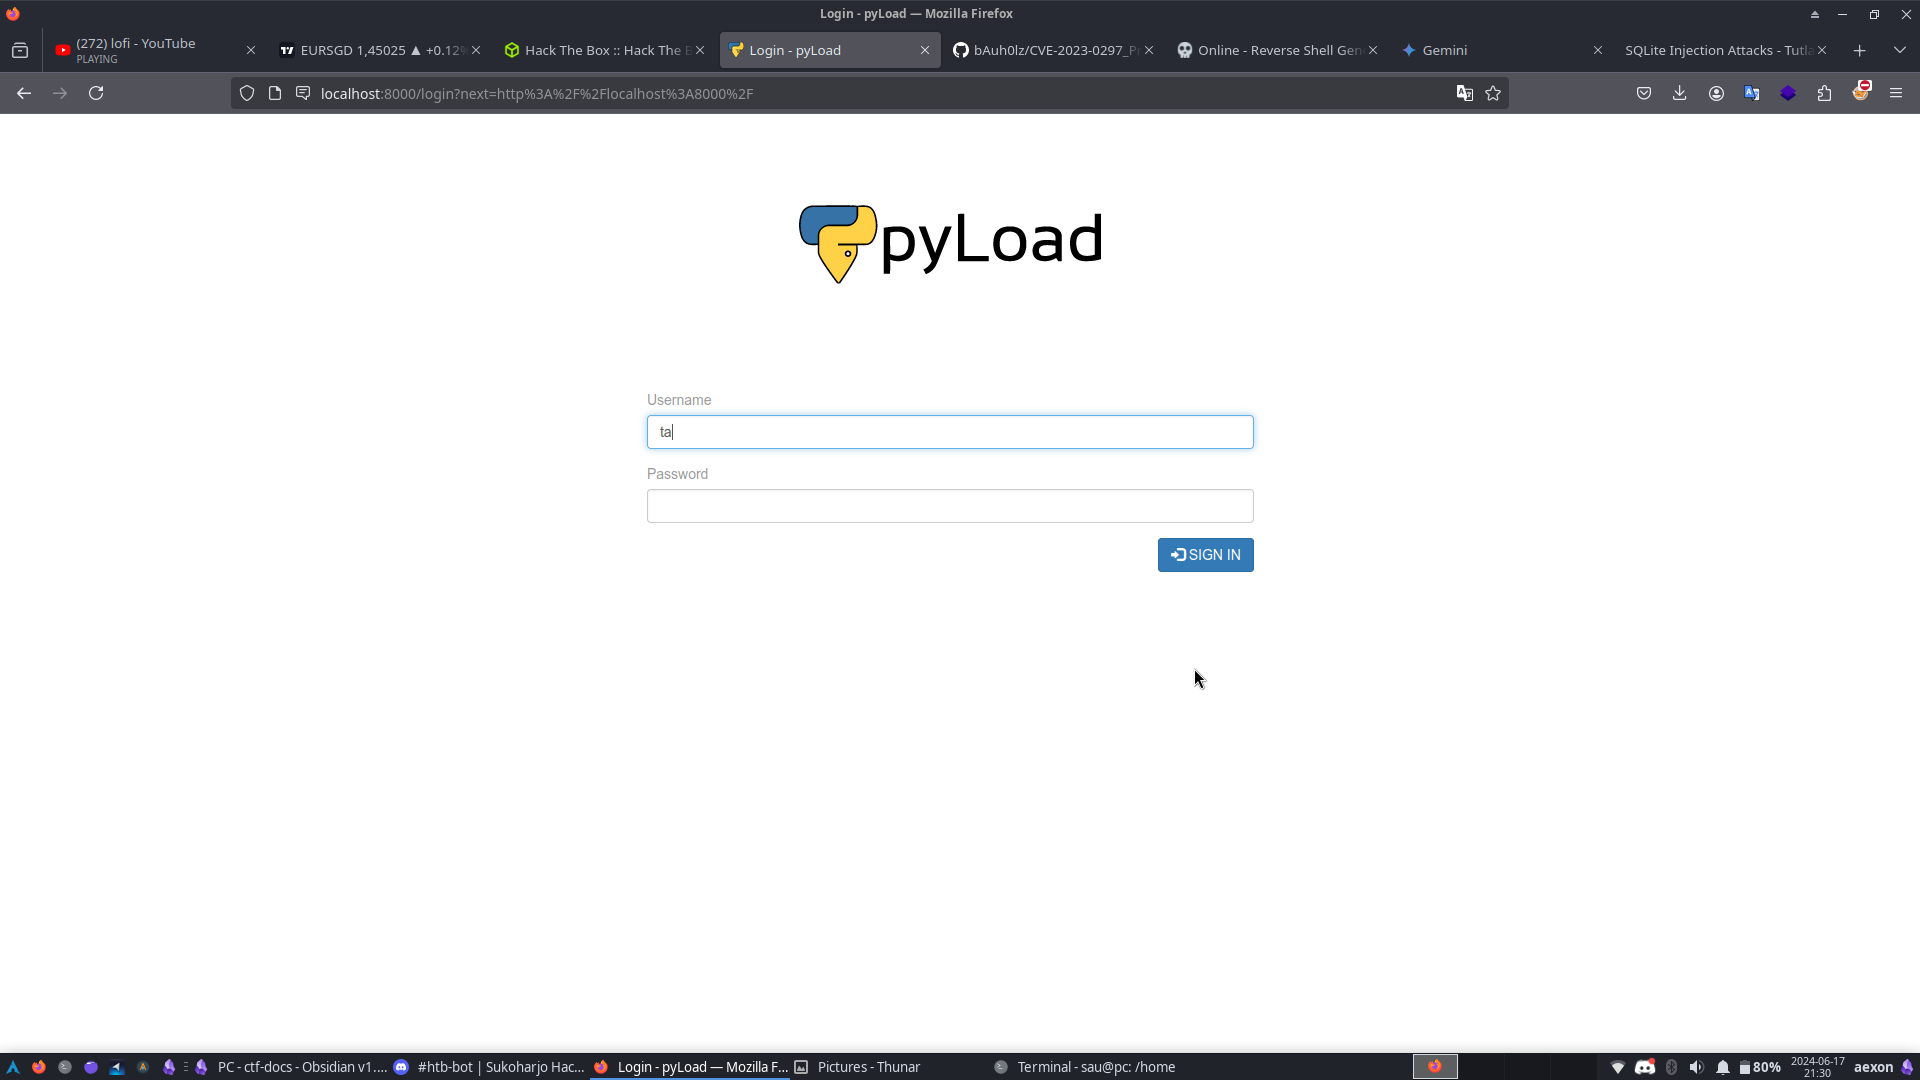 Login - pyLoad — Mozilla Firefox
(272) lofi - YouTube
PLAYING
EURSGD 1,45025 ▲ +0.12%
Hack The Box :: Hack The B
Login - pyLoad
bAuh0lz/CVE-2023-0297_Pr
Online - Reverse Shell Gen
Gemini
SQLite Injection Attacks - Tutla
localhost:8000/login?next=http%3A%2F%2Flocalhost%3A8000%2F
pyLoad
Username
ta
Password
SIGN IN
PC - ctf-docs - Obsidian v1....
#htb-bot | Sukoharjo Hac...
Login - pyLoad — Mozilla F...
Pictures - Thunar
Terminal - sau@pc: /home
80%
2024-06-17
21:30
aexon